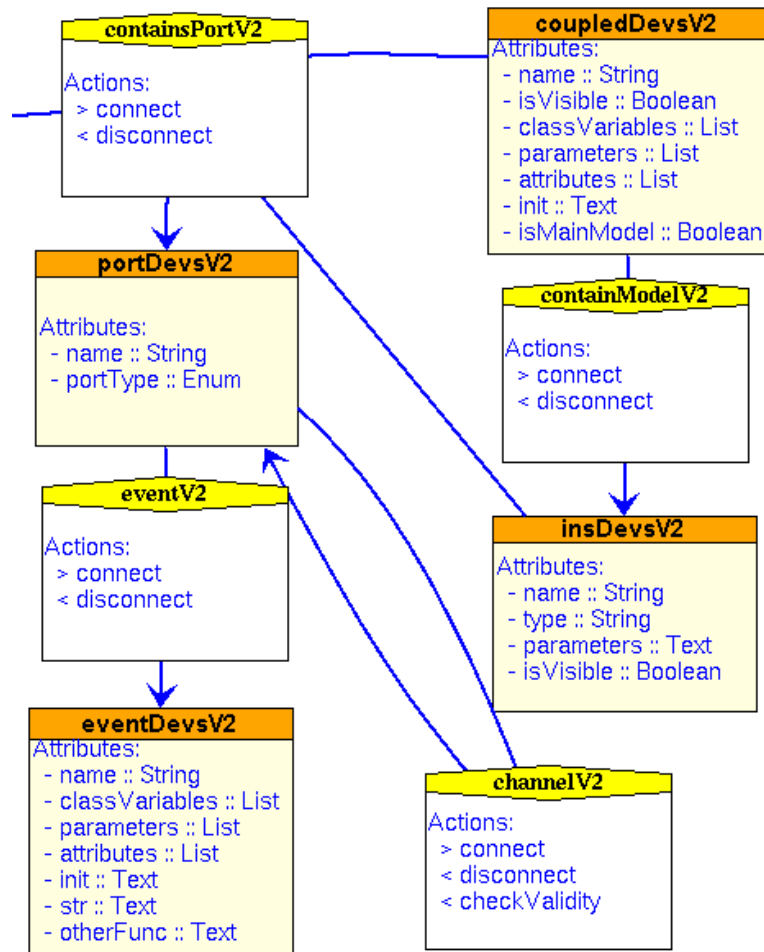 containsPortV2
Actions:
> connect
< disconnect
coupledDevsV2
Attributes:
- name :: String
- isVisible :: Boolean
- classVariables :: List
- parameters :: List
- attributes :: List
- init :: Text
- isMainModel :: Boolean
portDevsV2
Attributes:
- name :: String
- portType :: Enum
containModelV2
Actions:
> connect
< disconnect
eventV2
Actions:
> connect
< disconnect
insDevsV2
Attributes:
- name :: String
- type :: String
- parameters :: Text
- isVisible :: Boolean
eventDevsV2
Attributes:
- name :: String
- classVariables :: List
- parameters :: List
- attributes :: List
- init :: Text
- str :: Text
- otherFunc :: Text
channelV2
Actions:
> connect
< disconnect
< checkValidity